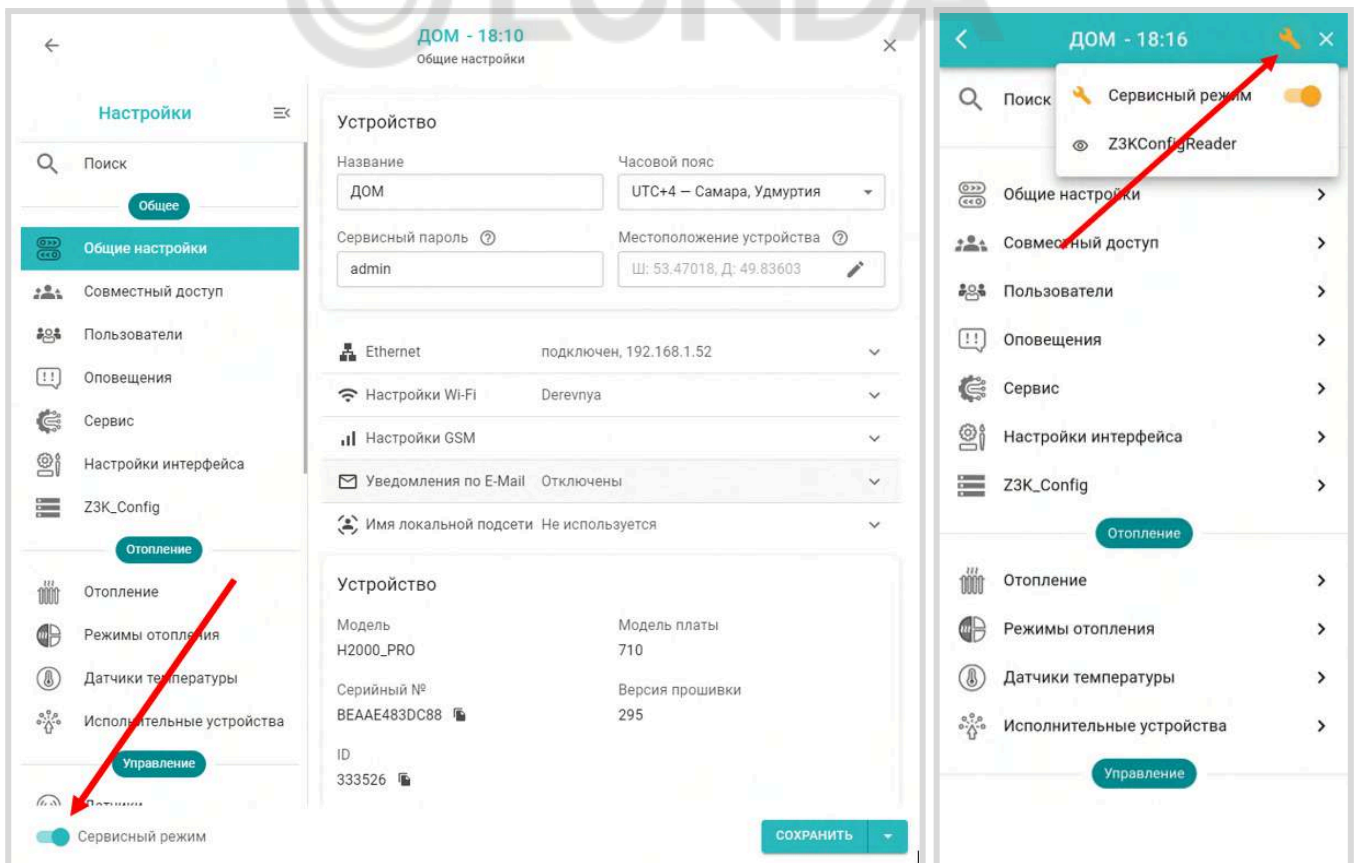 LUNDA
ДОМ - 18:10
Общие настройки
Настройки
Поиск
Общее
Общие настройки
Совместный доступ
Пользователи
Оповещения
Сервис
Настройки интерфейса
Z3K_Config
Отопление
Отопление
Режимы отопления
Датчики температуры
Исполнительные устройства
Управление
Датчики
Сервисный режим
Устройство
Название
Часовой пояс
ДОМ
UTC+4 — Самара, Удмуртия
Сервисный пароль
Местоположение устройства
admin
Ш: 53.47018, Д: 49.83603
Ethernet подключен, 192.168.1.52
Настройки Wi-Fi Derevnya
Настройки GSM
Уведомления по E-Mail Отключены
Имя локальной подсети Не используется
Устройство
Модель
Модель платы
H2000_PRO
710
Серийный №
Версия прошивки
BEAAE483DC88
295
ID
333526
СОХРАНИТЬ
ДОМ - 18:16
Поиск
Сервисный режим
Z3KConfigReader
Общие настройки
Совместный доступ
Пользователи
Оповещения
Сервис
Настройки интерфейса
Z3K_Config
Отопление
Отопление
Режимы отопления
Датчики температуры
Исполнительные устройства
Управление